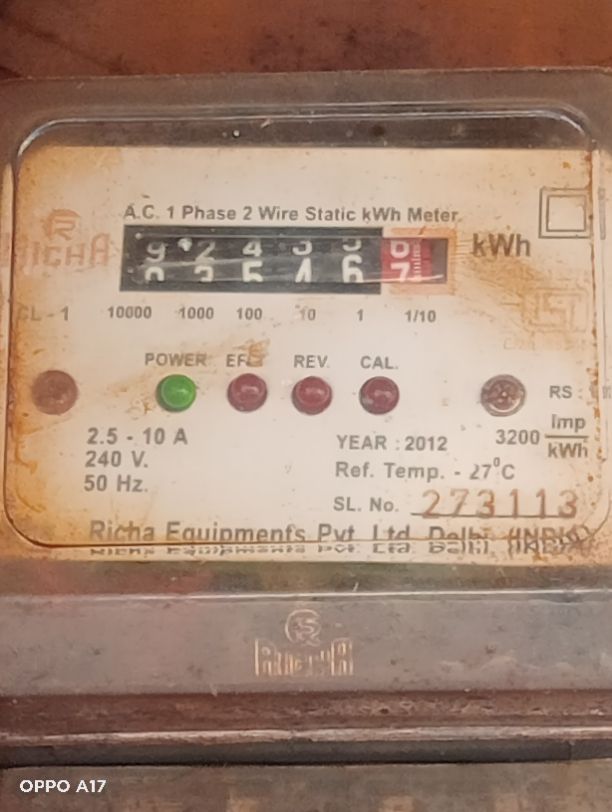 A.C. 1 Phase 2 Wire Static kWh Meter
RICHA
kWh
CL - 1
10000 1000 100 10 1 1/10
POWER REV. CAL.
2.5 - 10 A
240 V.
50 Hz.
RS :
3200 Imp/kWh
YEAR : 2012
Ref. Temp. - 27°C
SL. No. 273113
Richa Equipments Pvt. Ltd. Delhi (INDIA)
RICHA
OPPO A17